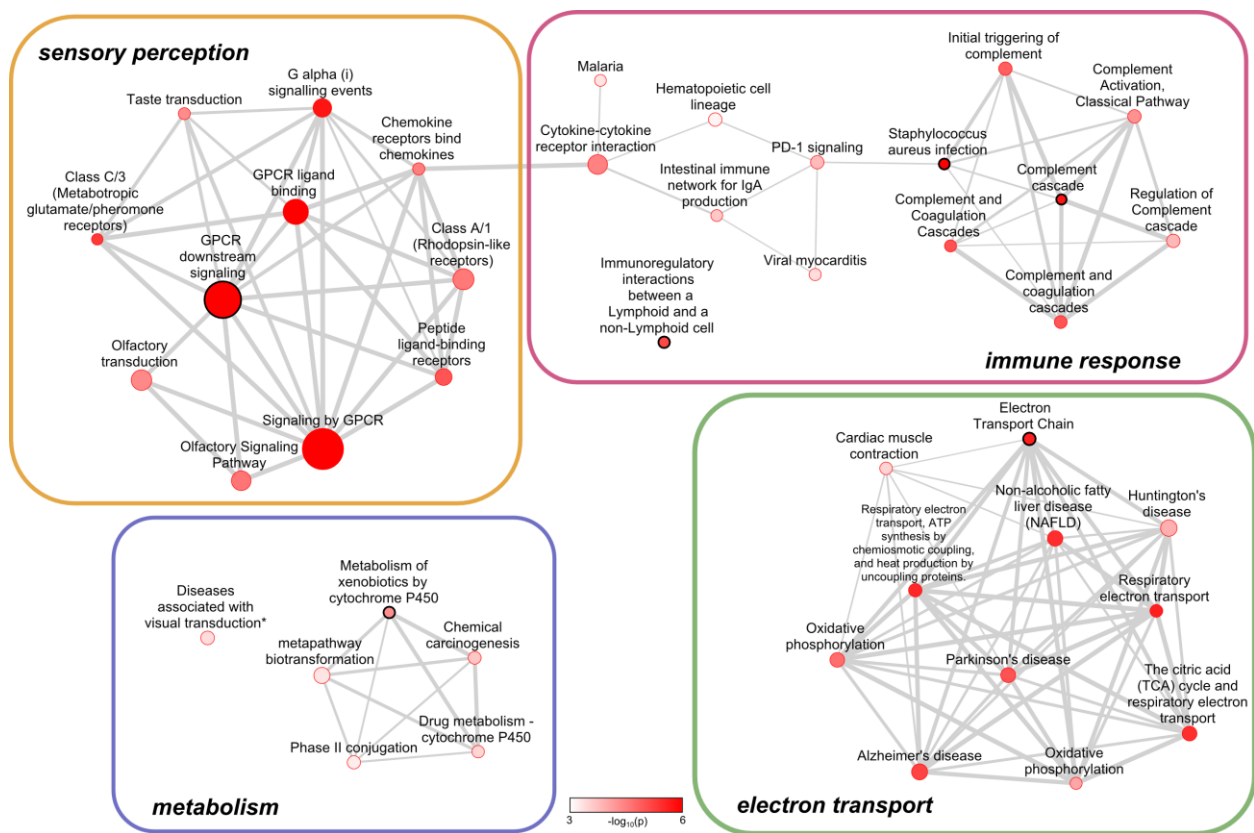 sensory perception
G alpha (i)
signalling events
Taste transduction
Chemokine
receptors bind
chemokines
GPCR ligand
binding
Class C/3 (Metabotropic
glutamate/pheromone
receptors)
GPCR
downstream
signaling
Class A/1
(Rhodopsin-like
receptors)
Olfactory
transduction
Peptide
ligand-binding
receptors
Signaling by GPCR
Olfactory Signaling
Pathway
Malaria
Hematopoietic cell
lineage
Cytokine-cytokine
receptor interaction
PD-1 signaling
Intestinal immune
network for IgA
production
Viral myocarditis
Immunoregulatory
interactions
between a
Lymphoid and a
non-Lymphoid cell
Initial triggering of
complement
Complement
Activation,
Classical Pathway
Staphylococcus
aureus infection
Complement
cascade
Regulation of
Complement
cascade
Complement and
Coagulation
Cascades
Complement and
coagulation
cascades
immune response
Diseases
associated with
visual transduction*
Metabolism of
xenobiotics by
cytochrome P450
metapathway
biotransformation
Chemical
carcinogenesis
Drug metabolism -
cytochrome P450
Phase II conjugation
metabolism
3
-log10(p)
6
Electron
Transport Chain
Cardiac muscle
contraction
Non-alcoholic fatty
liver disease
(NAFLD)
Huntington's
disease
Respiratory electron
transport, ATP
synthesis by
chemiosmotic coupling,
and heat production by
uncoupling proteins.
Respiratory
electron transport
Oxidative
phosphorylation
Parkinson's disease
The citric acid
(TCA) cycle and
respiratory electron
transport
Alzheimer's disease
Oxidative
phosphorylation
electron transport